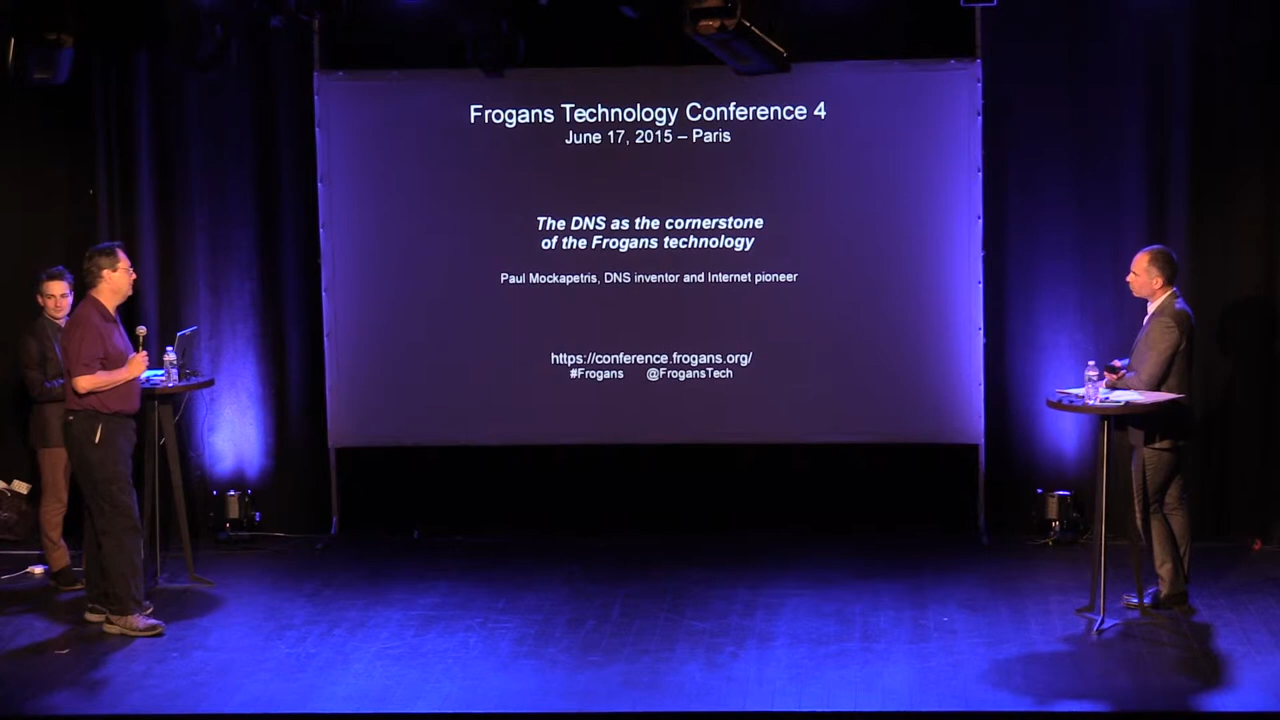 Frogans Technology Conference 4
June 17, 2015 – Paris
The DNS as the cornerstone
of the Frogans technology
Paul Mockapetris, DNS inventor and Internet pioneer
https://conference.frogans.org/
#Frogans @FrogansTech